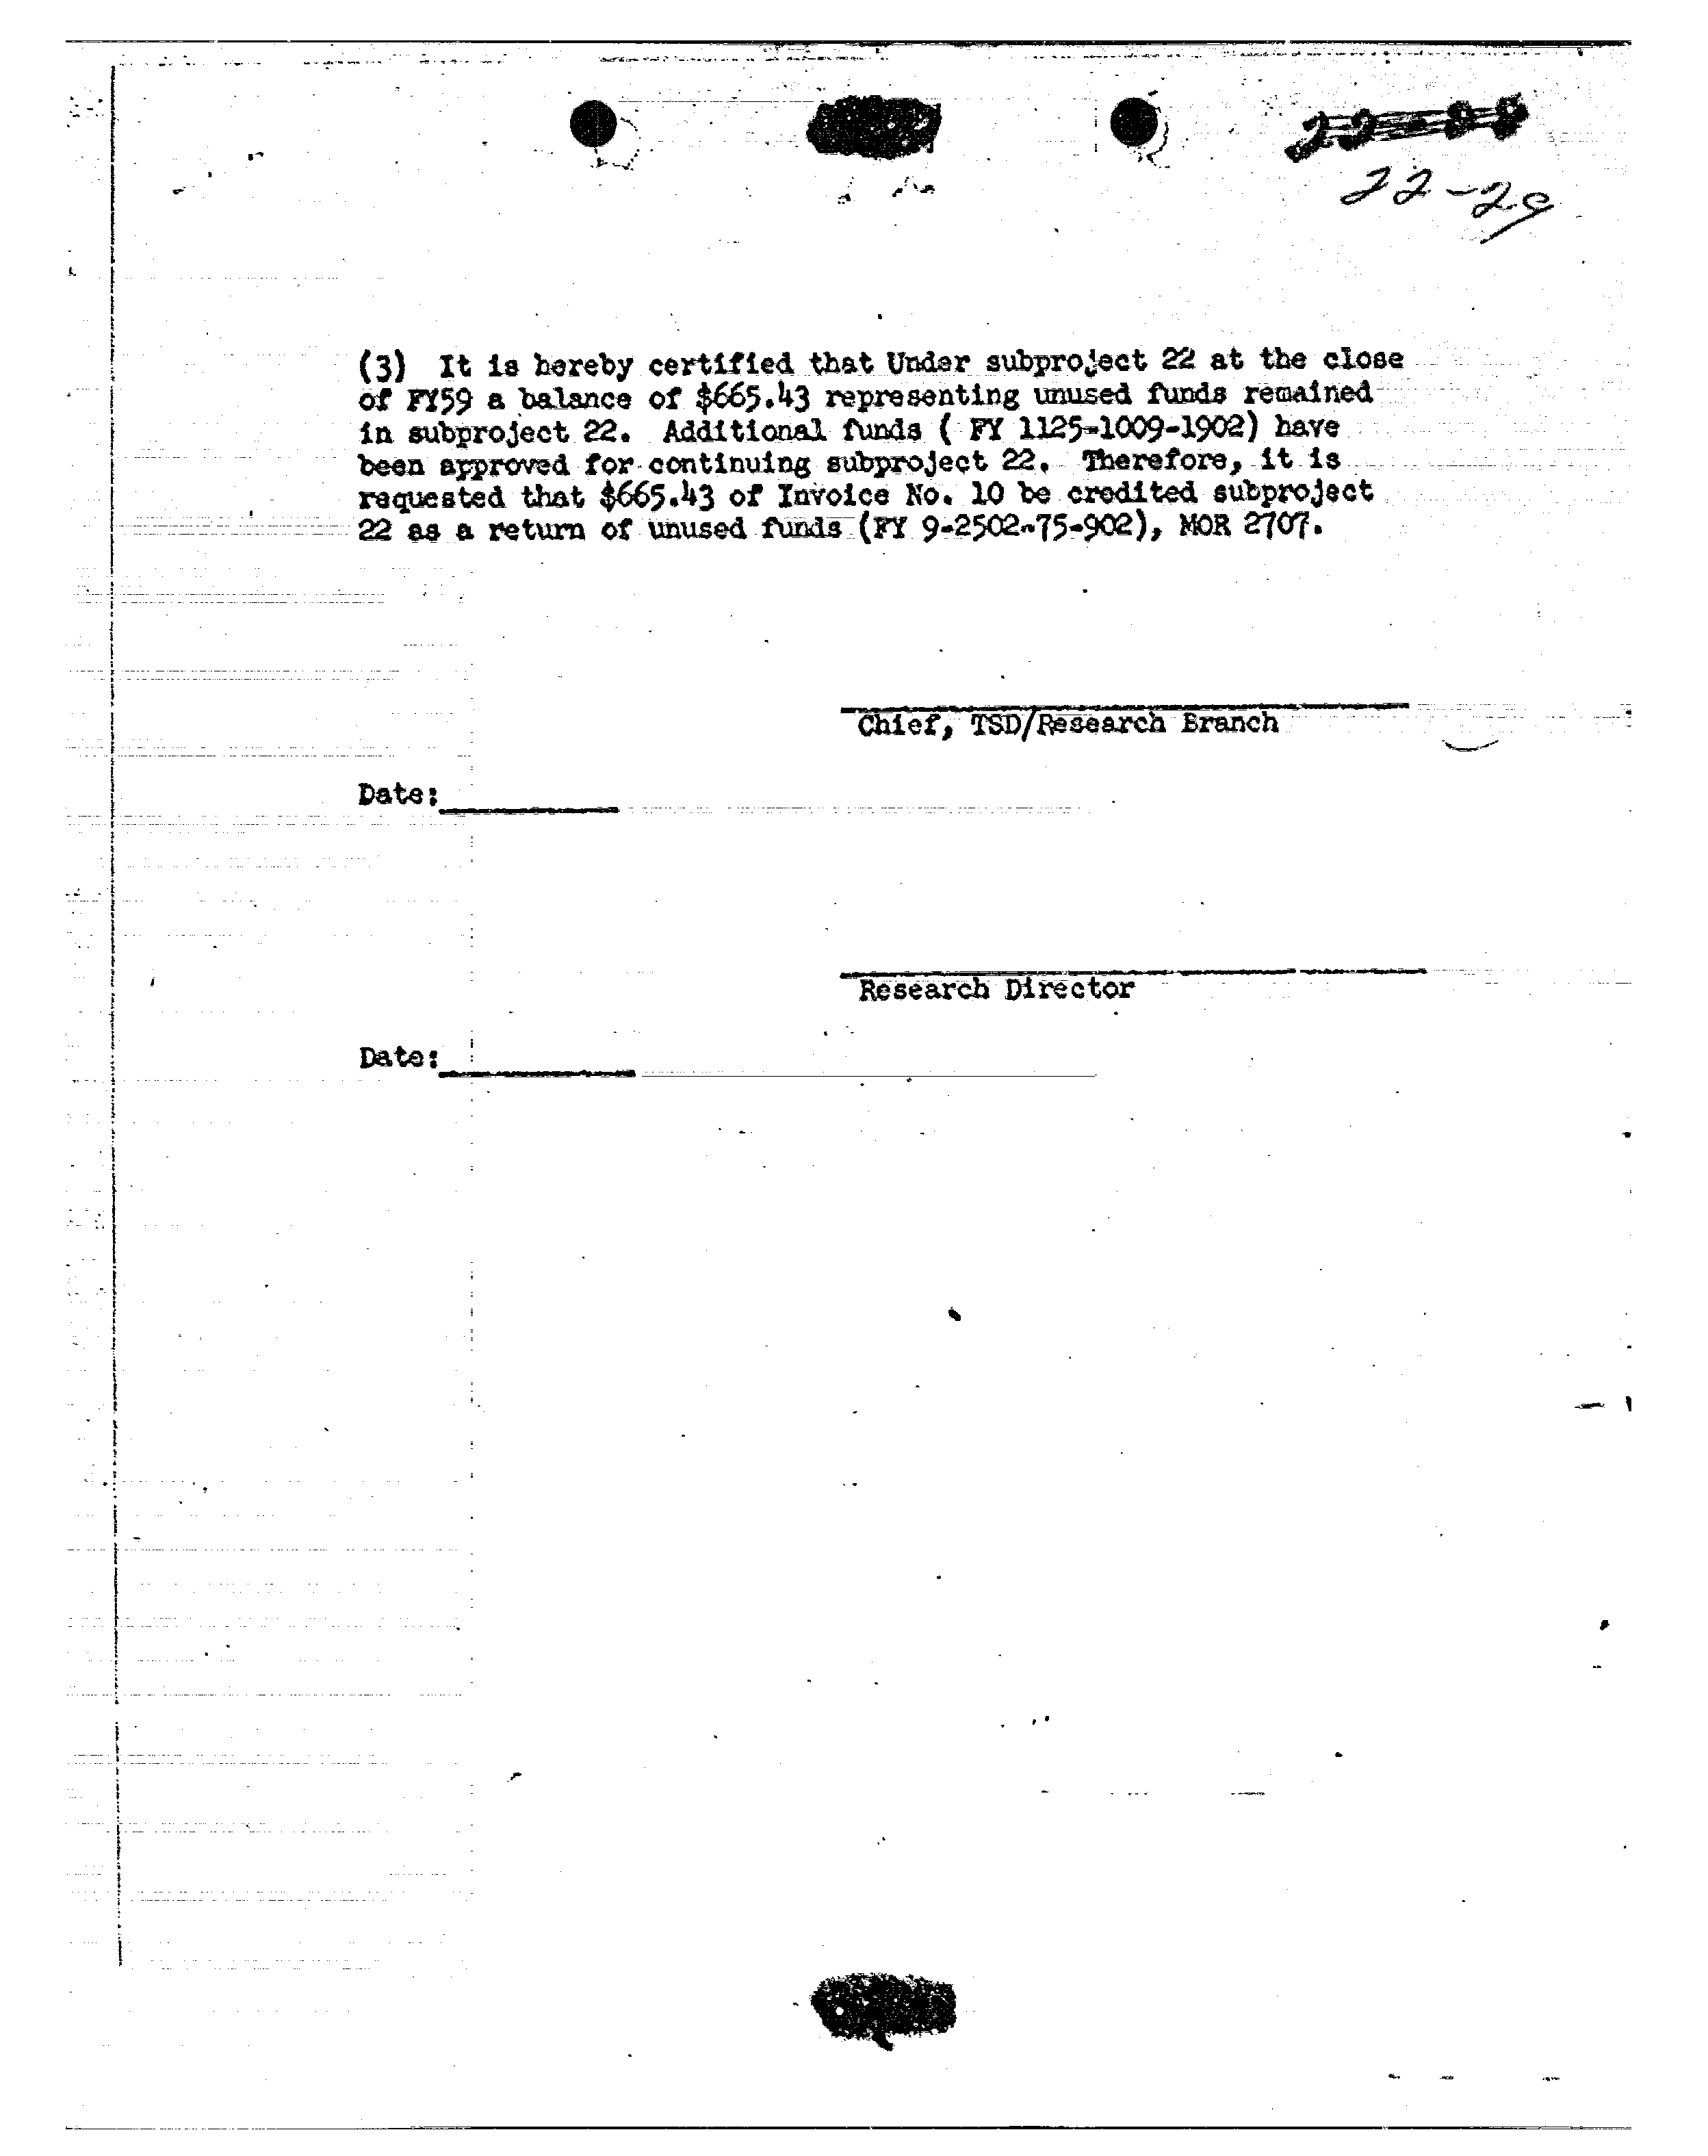 22-29
(3) It is hereby certified that Under subproject 22 at the close
of FY59 a balance of $665.43 representing unused funds remained
in subproject 22. Additional funds ( FY 1125-1009-1902) have
been approved for continuing subproject 22. Therefore, it is
requested that $665.43 of Invoice No. 10 be credited subproject
22 as a return of unused funds (FY 9-2502-75-902), MOR 2707.
Chief, TSD/Research Branch
Date:
Research Director
Date: